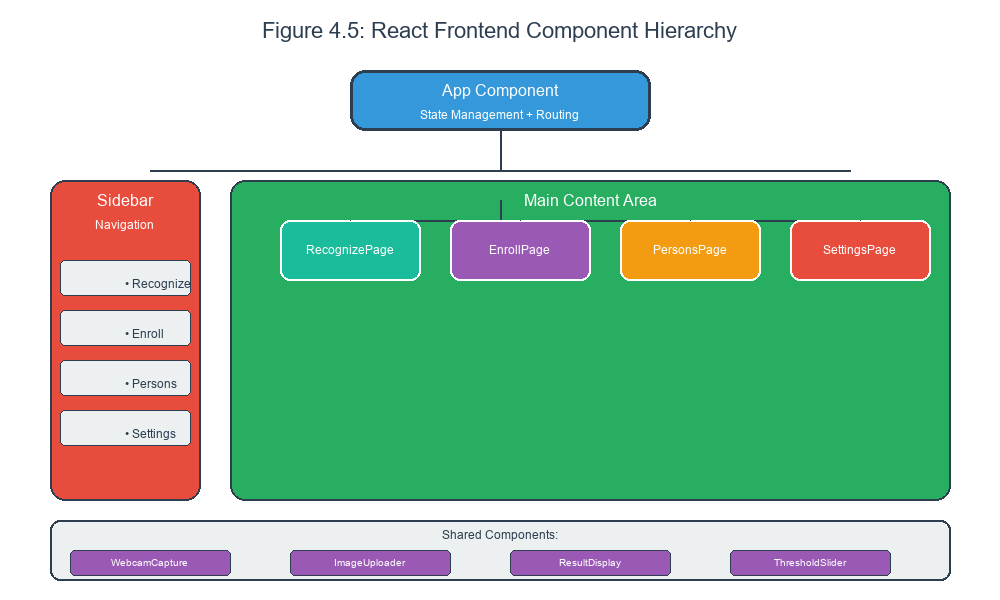 Figure 4.5: React Frontend Component Hierarchy
App Component
State Management + Routing
Sidebar
Navigation
• Recognize
• Enroll
• Persons
• Settings
Main Content Area
RecognizePage
EnrollPage
PersonsPage
SettingsPage
Shared Components:
WebcamCapture
ImageUploader
ResultDisplay
ThresholdSlider